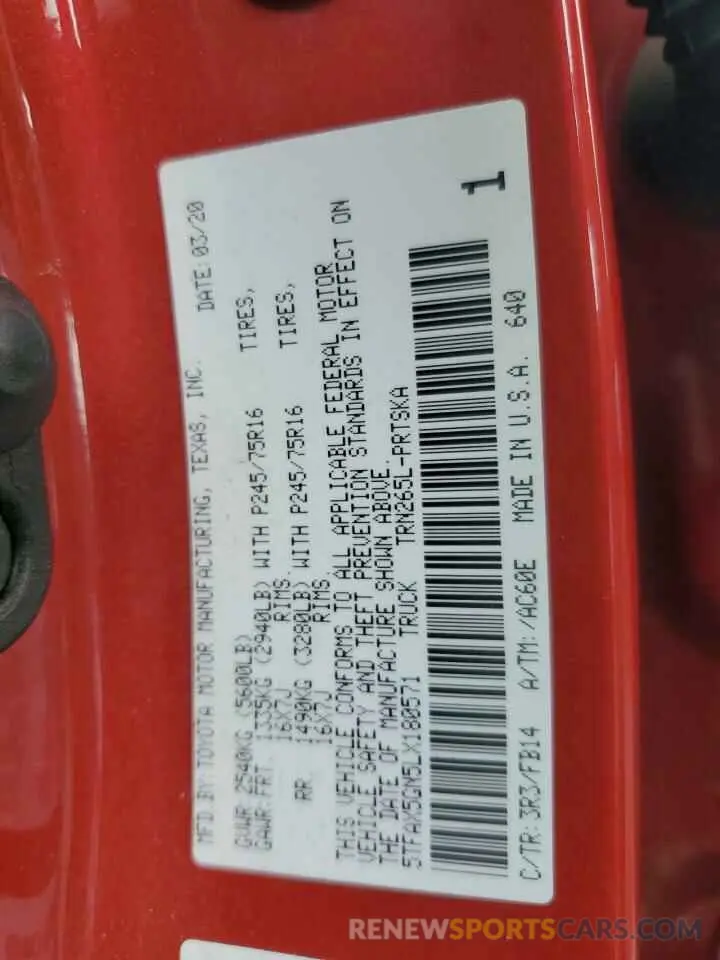 MFD.BY: TOYOTA MOTOR MANUFACTURING, TEXAS, INC. DATE: 03/20
GVWR 2540KG (5600LB)
GAWR: FRT. 1335KG (2940LB) WITH P245/75R16 TIRES,
16X7J RIMS.
RR. 1490KG (3280LB) WITH P245/75R16 TIRES,
16X7J RIMS.
THIS VEHICLE CONFORMS TO ALL APPLICABLE FEDERAL MOTOR
VEHICLE SAFETY AND THEFT PREVENTION STANDARDS IN EFFECT ON
THE DATE OF MANUFACTURE SHOWN ABOVE.
5TFAX5GN5LX180571 TRUCK TRN265L-PRTSKA
1
C/TR: 3R3/FB14 A/TM: /AC60E MADE IN U.S.A. 640
RENEWSPORTSCARS.COM